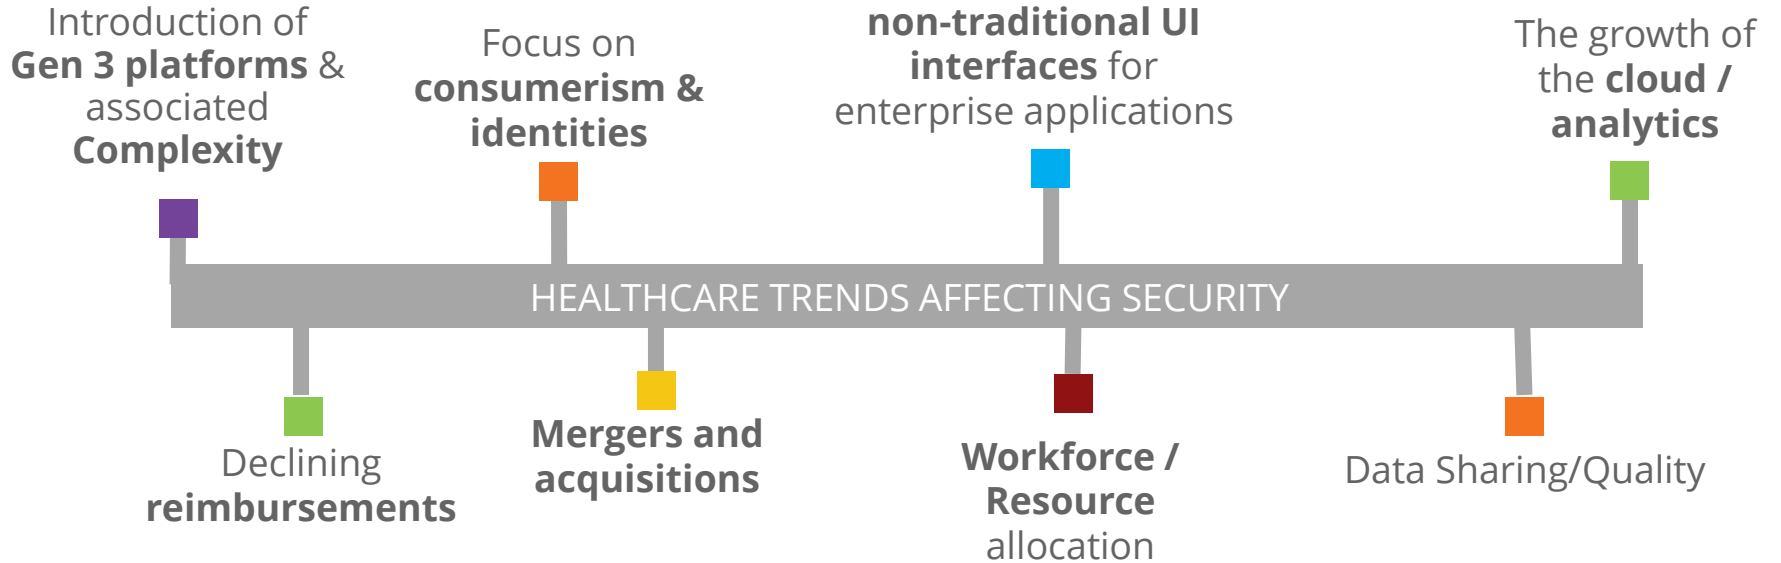 Introduction of
Gen 3 platforms &
associated
Complexity
Focus on
consumerism &
identities
non-traditional UI
interfaces for
enterprise applications
The growth of
the cloud /
analytics
HEALTHCARE TRENDS AFFECTING SECURITY
Declining
reimbursements
Mergers and
acquisitions
Workforce /
Resource
allocation
Data Sharing/Quality